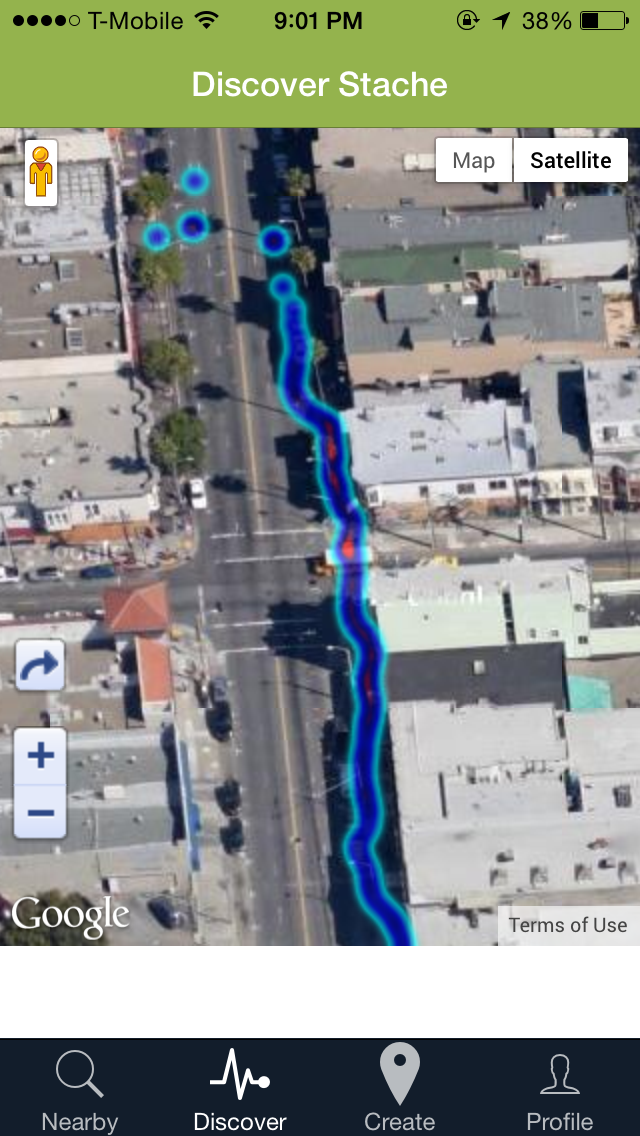 T-Mobile 9:01 PM 38%
Discover Stache
Map Satellite
+
−
Google
Terms of Use
Nearby Discover Create Profile